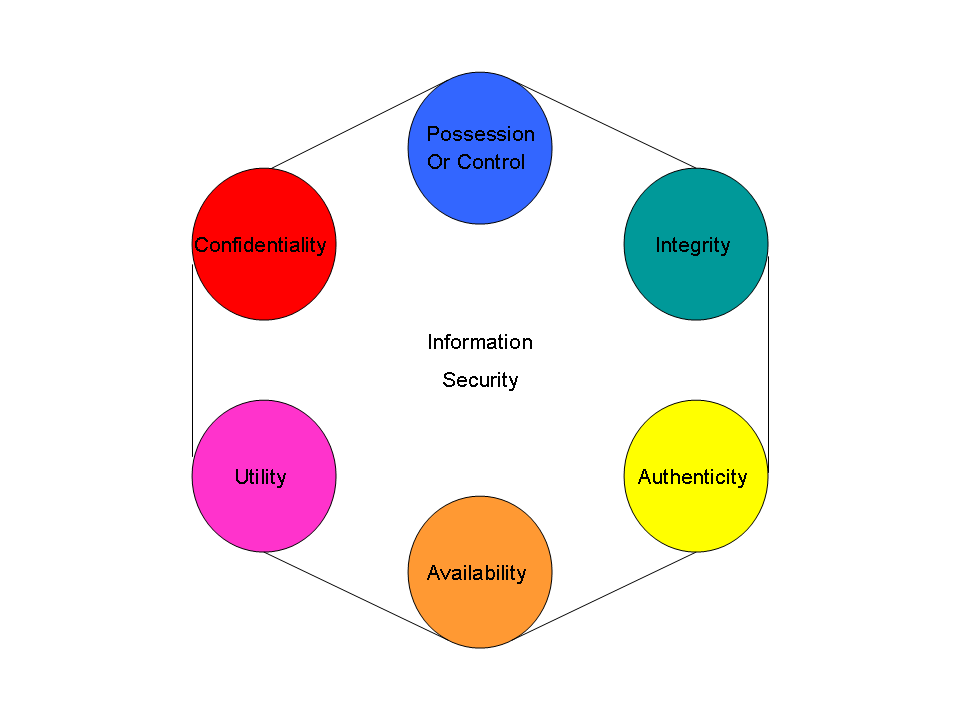 Possession
Or Control
Confidentiality
Integrity
Information
Security
Utility
Authenticity
Availability